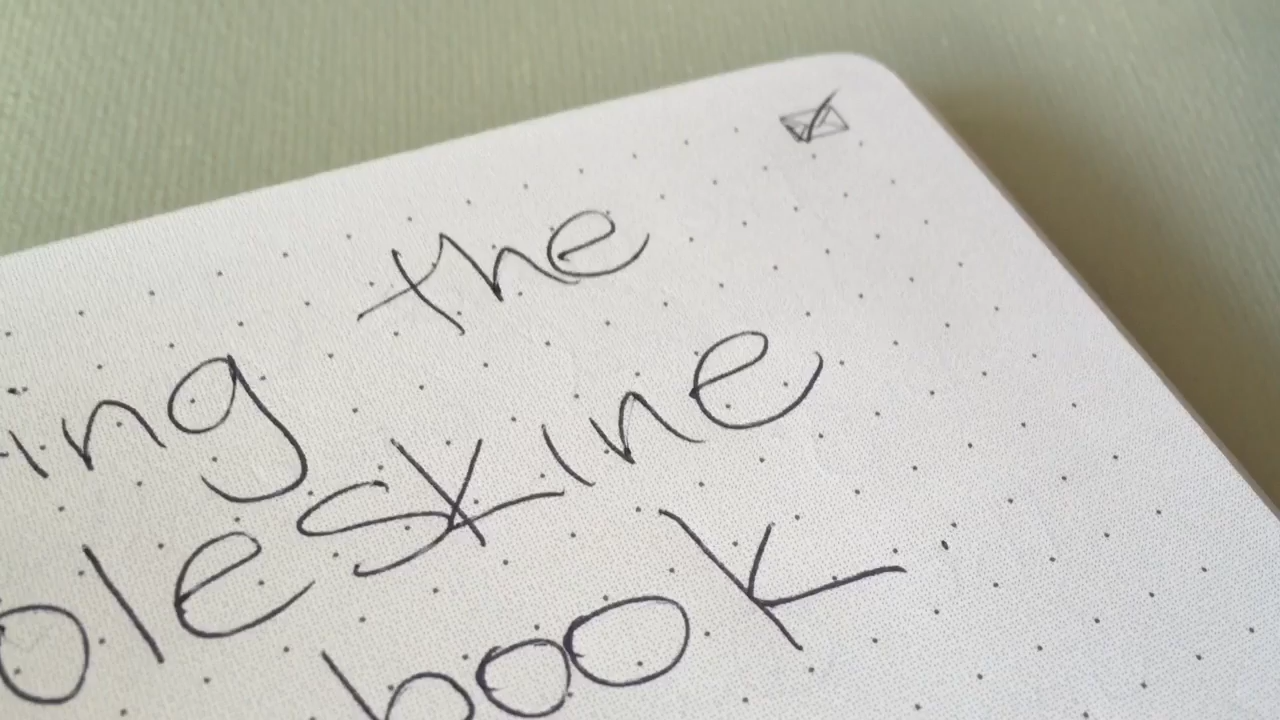 ing the
oleskine
book.